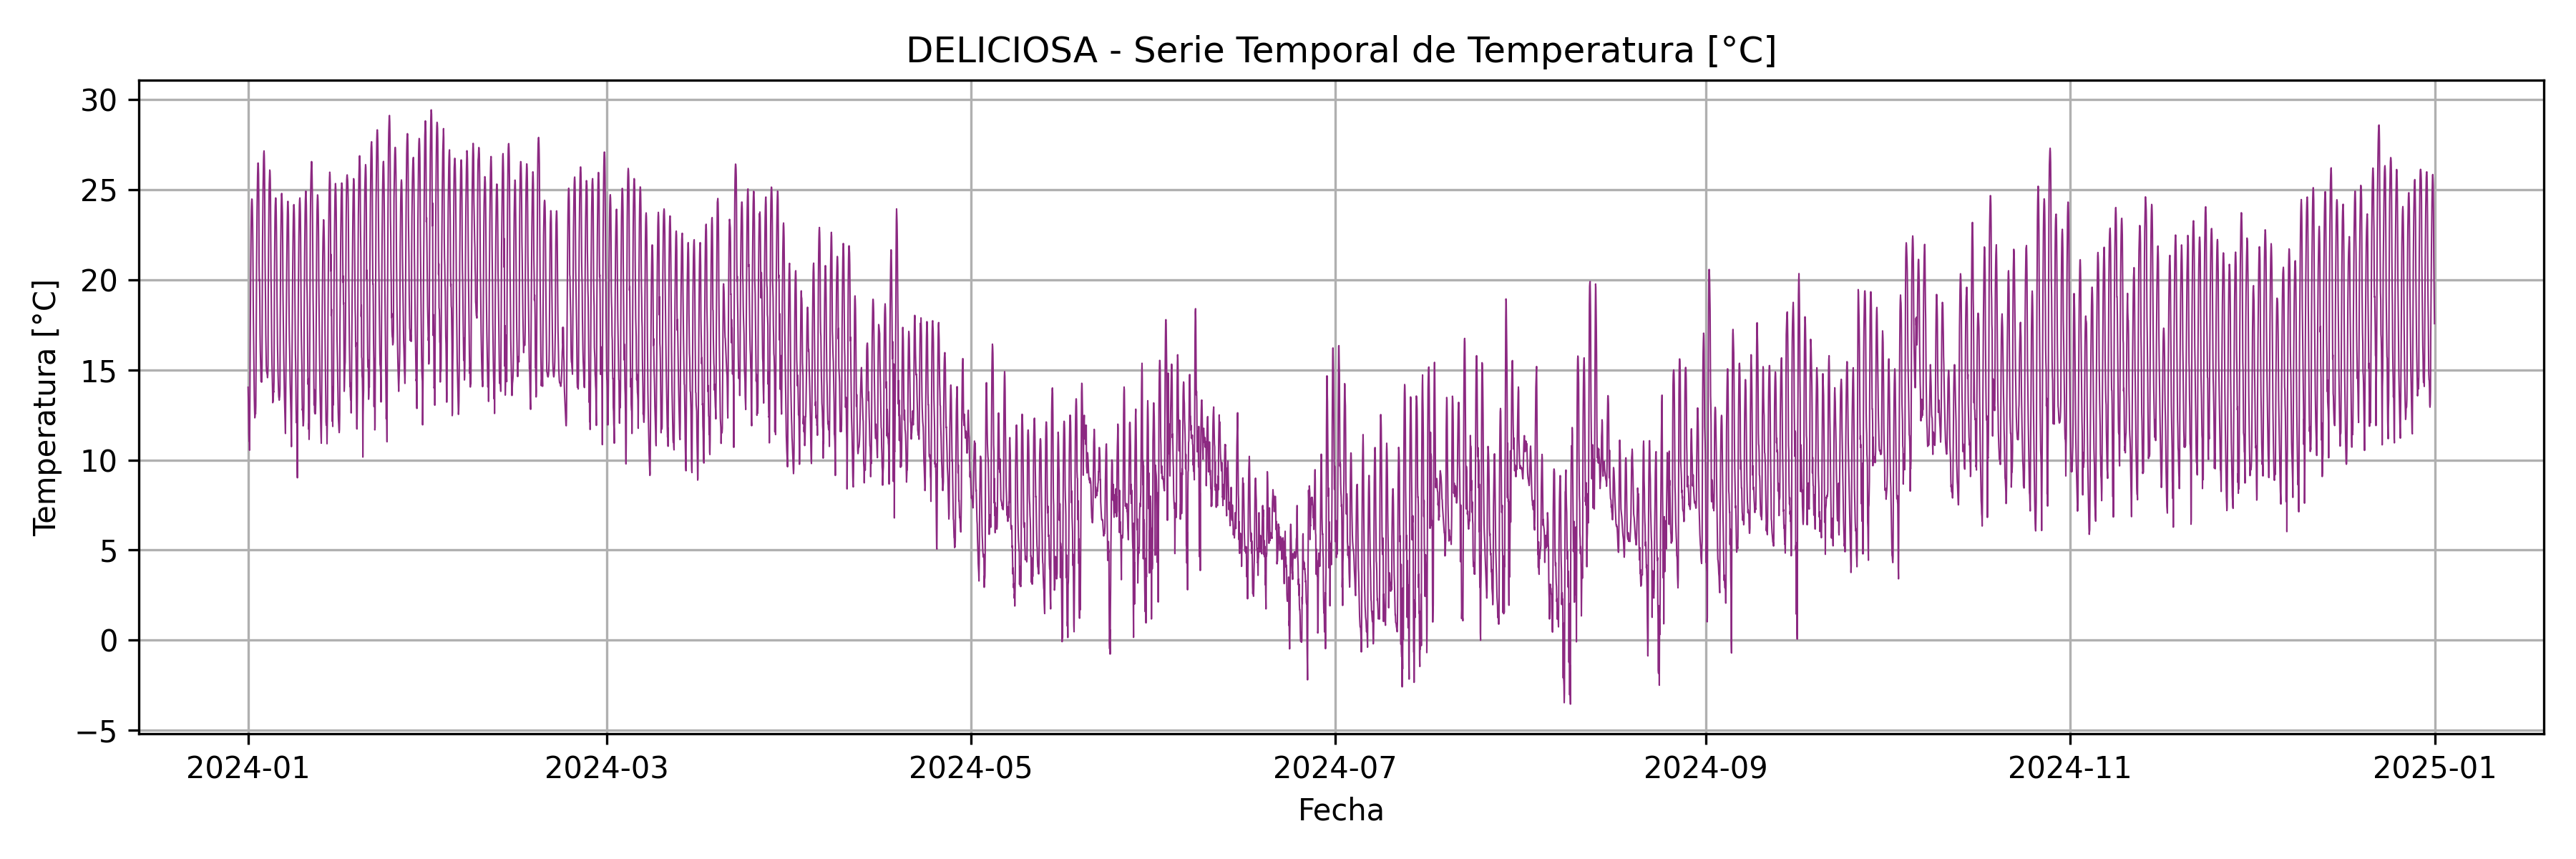 DELICIOSA - Serie Temporal de Temperatura [°C]
Temperatura [°C]
30
25
20
15
10
5
0
−5
2024-01 2024-03 2024-05 2024-07 2024-09 2024-11 2025-01
Fecha